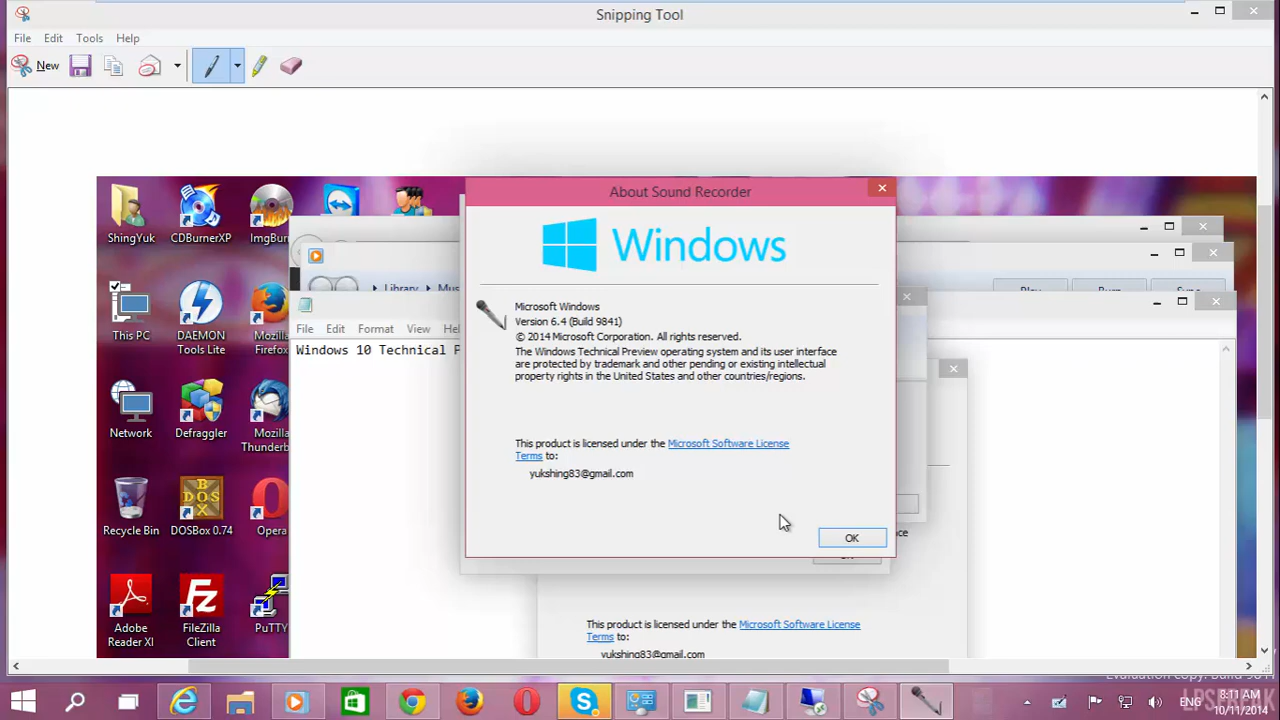 Snipping Tool
File Edit Tools Help
New
About Sound Recorder
Windows
Microsoft Windows
Version 6.4 (Build 9841)
© 2014 Microsoft Corporation. All rights reserved.
The Windows Technical Preview operating system and its user interface
are protected by trademark and other pending or existing intellectual
property rights in the United States and other countries/regions.
This product is licensed under the Microsoft Software License
Terms to:
yukshing83@gmail.com
OK
ShingYuk CDBurnerXP
Library
File Edit Format View
Windows 10 Technical
This PC DAEMON Tools Lite Mozilla Firefox
Network Defraggler Mozilla
Recycle Bin DOSBox 0.74 Opera
Adobe Reader XI FileZilla Client PuTTY
This product is licensed under the Microsoft Software License
Terms to:
yukshing83@gmail.com
ENG
8:11 AM
10/11/2014